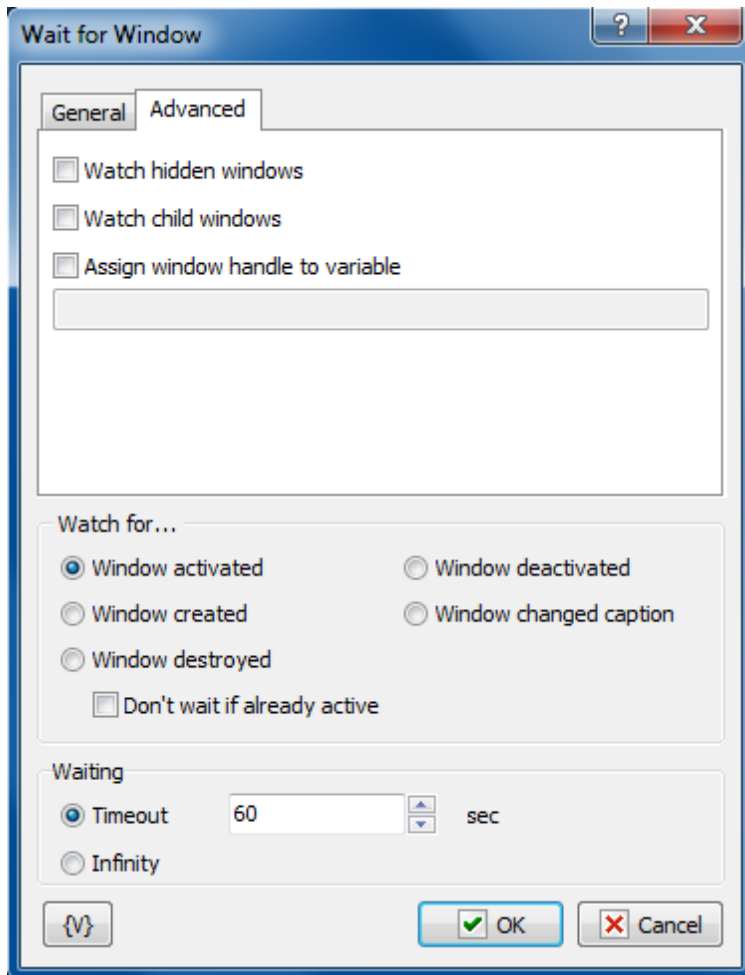 Wait for Window
?
General Advanced
Watch hidden windows
Watch child windows
Assign window handle to variable
Watch for...
Window activated Window deactivated
Window created Window changed caption
Window destroyed
Don't wait if already active
Waiting
Timeout 60 sec
Infinity
{V} OK Cancel